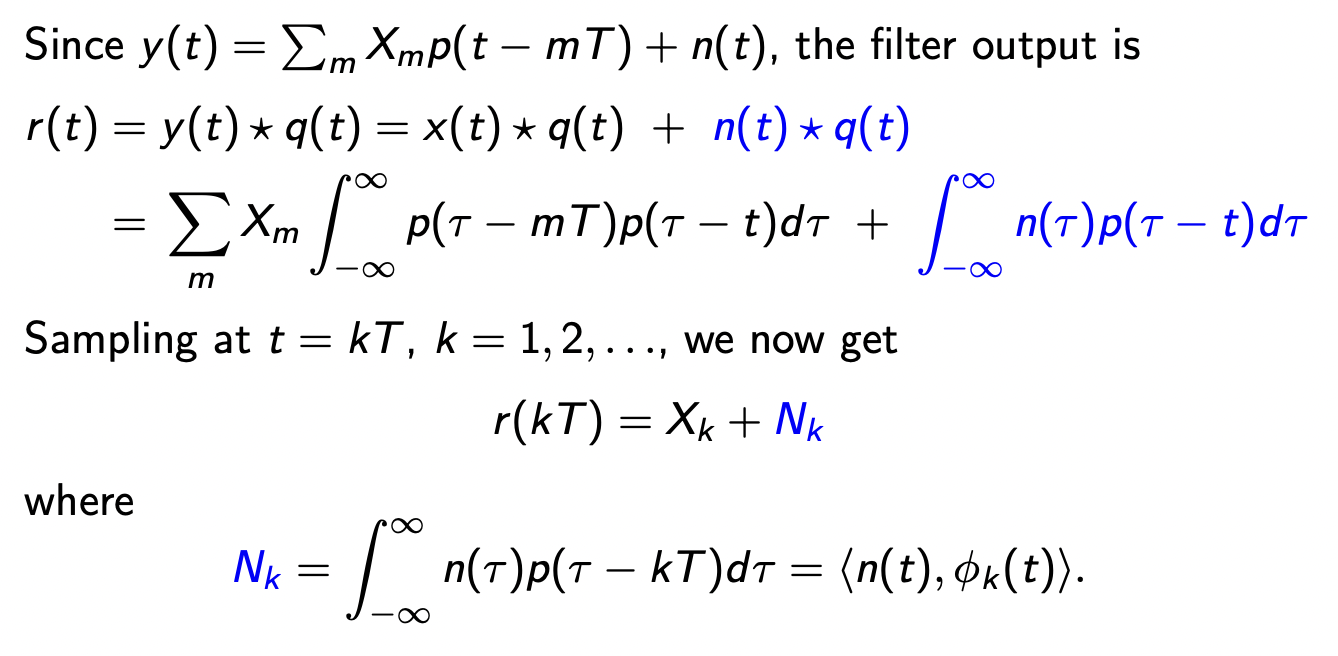 Since y(t) = ∑_m X_m p(t − mT) + n(t), the filter output is
r(t) = y(t) ⋆ q(t) = x(t) ⋆ q(t) + n(t) ⋆ q(t)
= ∑_m X_m ∫_{−∞}^{∞} p(τ − mT)p(τ − t)dτ + ∫_{−∞}^{∞} n(τ)p(τ − t)dτ
Sampling at t = kT, k = 1, 2, . . ., we now get
r(kT) = X_k + N_k
where
N_k = ∫_{−∞}^{∞} n(τ)p(τ − kT)dτ = ⟨n(t), ϕ_k(t)⟩.